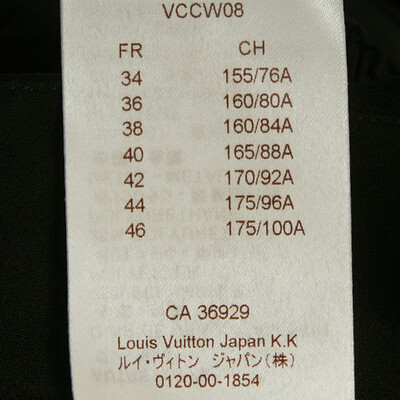 VCCW08
FR CH
34 155/76A
36 160/80A
38 160/84A
40 165/88A
42 170/92A
44 175/96A
46 175/100A
CA 36929
Louis Vuitton Japan K.K
ルイ・ヴィトン ジャパン(株)
0120-00-1854